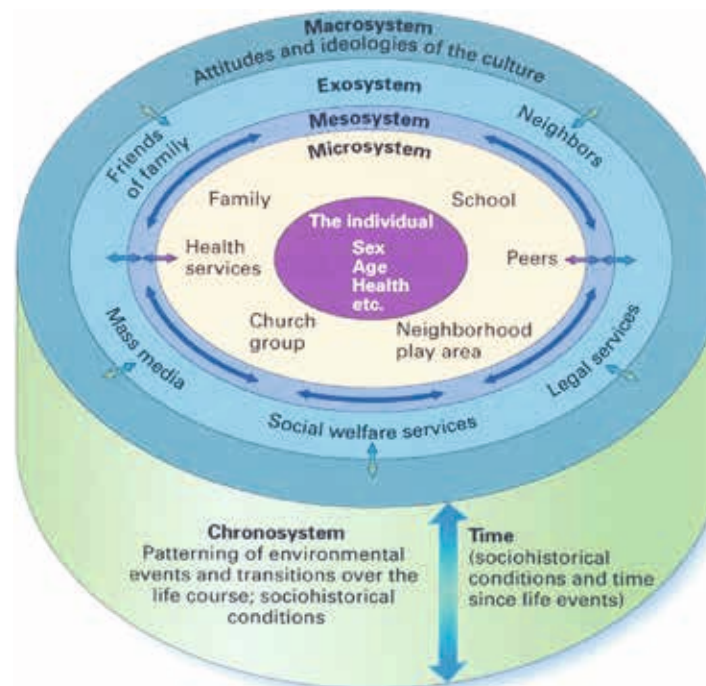 Macrosystem
Attitudes and ideologies of the culture
Exosystem
Mesosystem
Microsystem
Friends
of family
Neighbors
Family
School
The individual
Sex
Age
Health
etc.
Health
services
Peers
Church
group
Neighborhood
play area
Mass media
Legal services
Social welfare services
Chronosystem
Patterning of environmental
events and transitions over the
life course; sociohistorical
conditions
Time
(sociohistorical
conditions and time
since life events)